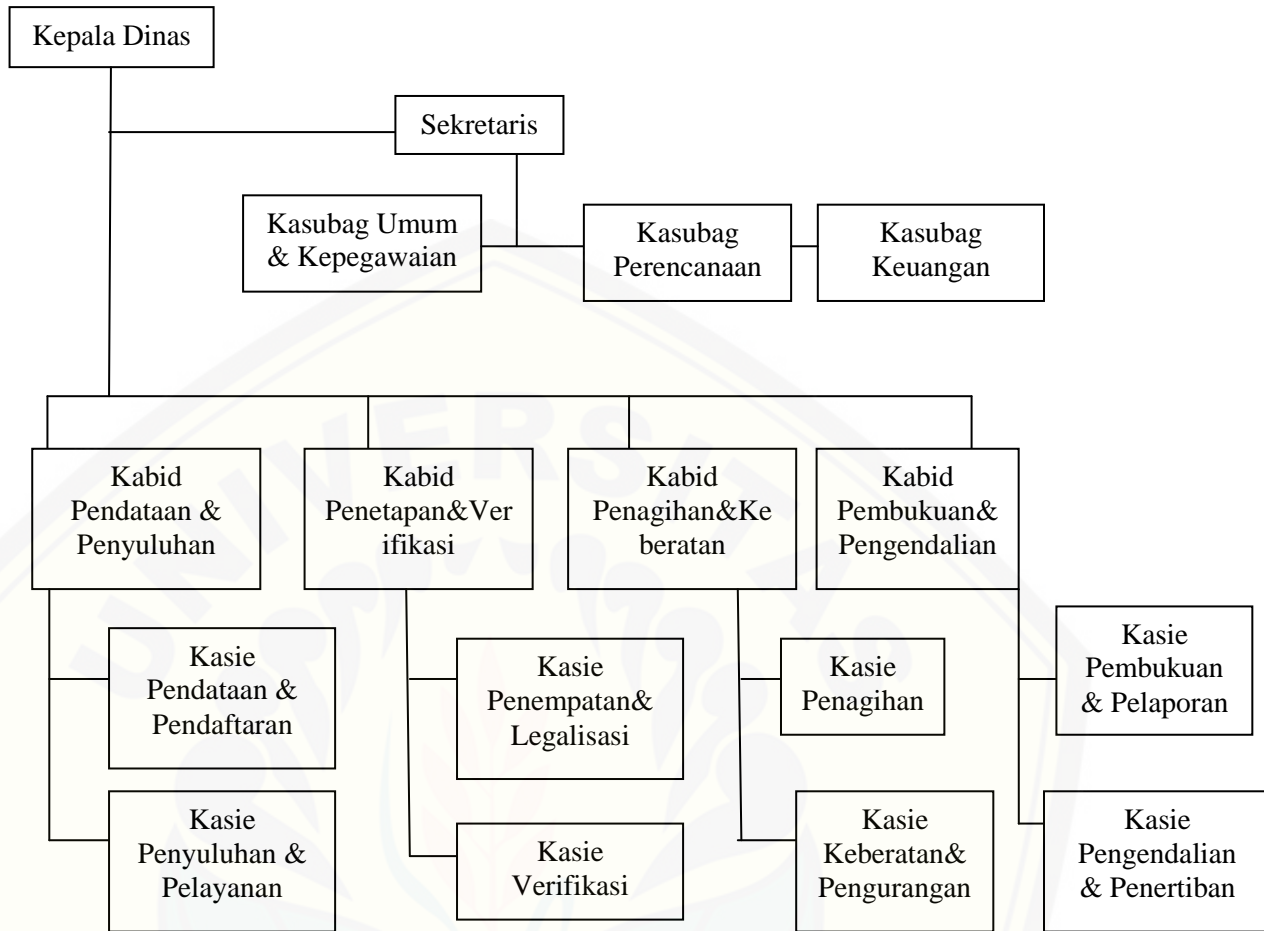 Kepala Dinas
Sekretaris
Kasubag Umum
& Kepegawaian
Kasubag
Perencanaan
Kasubag
Keuangan
Kabid
Pendataan &
Penyuluhan
Kabid
Penetapan&Ver
ifikasi
Kabid
Penagihan&Ke
beratan
Kabid
Pembukuan&
Pengendalian
Kasie
Pendataan &
Pendaftaran
Kasie
Penempatan&
Legalisasi
Kasie
Penagihan
Kasie
Pembukuan
& Pelaporan
Kasie
Penyuluhan &
Pelayanan
Kasie
Verifikasi
Kasie
Keberatan&
Pengurangan
Kasie
Pengendalian
& Penertiban
UNIVERSITAS